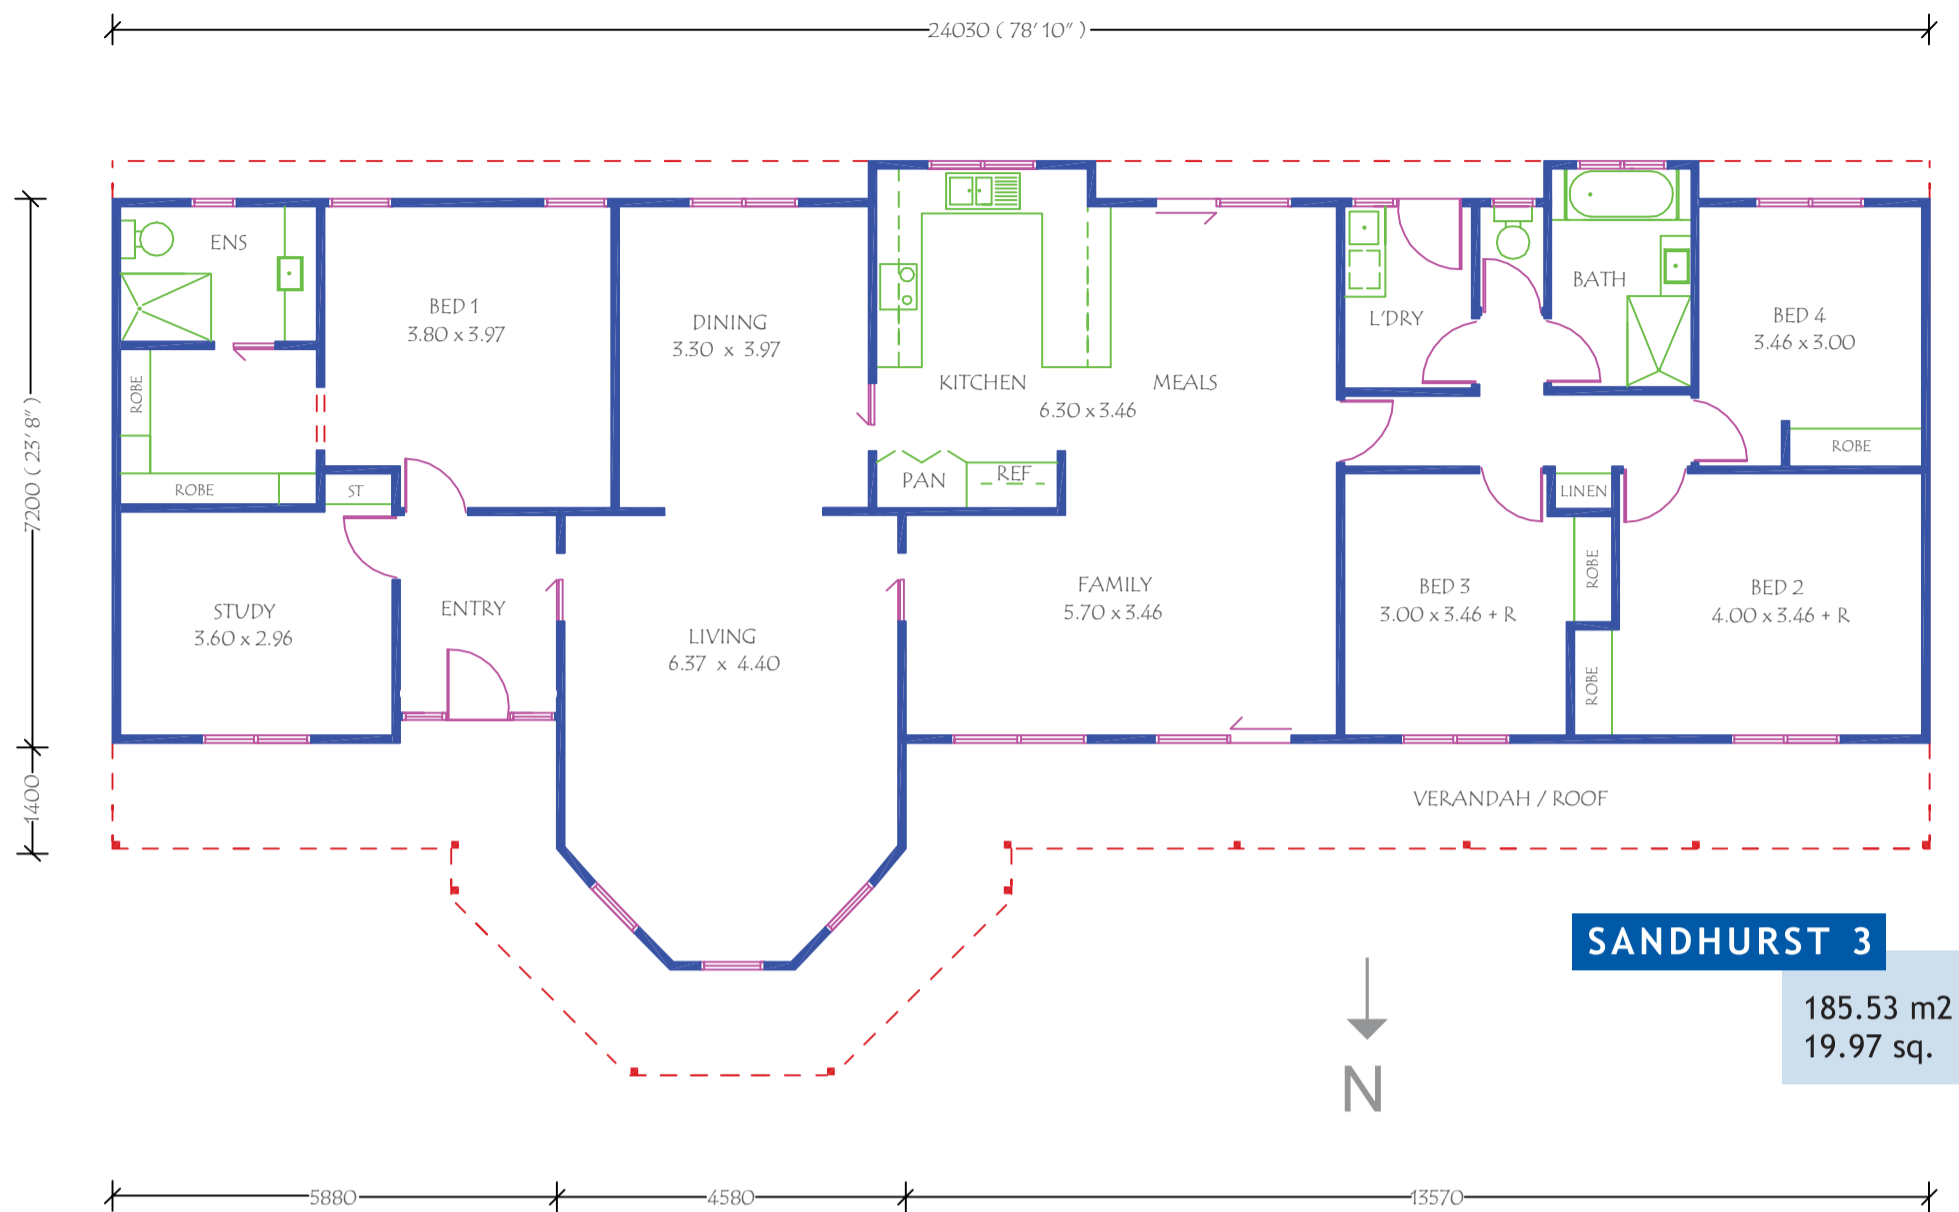 24030 ( 78' 10" )
7200 ( 23' 8" )
1400
ENS
BED 1
3.80 x 3.97
DINING
3.30 x 3.97
KITCHEN
MEALS
6.30 x 3.46
L'DRY
BATH
BED 4
3.46 x 3.00
ROBE
ROBE
ROBE
ST
PAN
REF
LINEN
STUDY
3.60 x 2.96
ENTRY
LIVING
6.37 x 4.40
FAMILY
5.70 x 3.46
BED 3
3.00 x 3.46 + R
ROBE
ROBE
BED 2
4.00 x 3.46 + R
VERANDAH / ROOF
SANDHURST 3
185.53 m2
19.97 sq.
N
5880
4580
13570